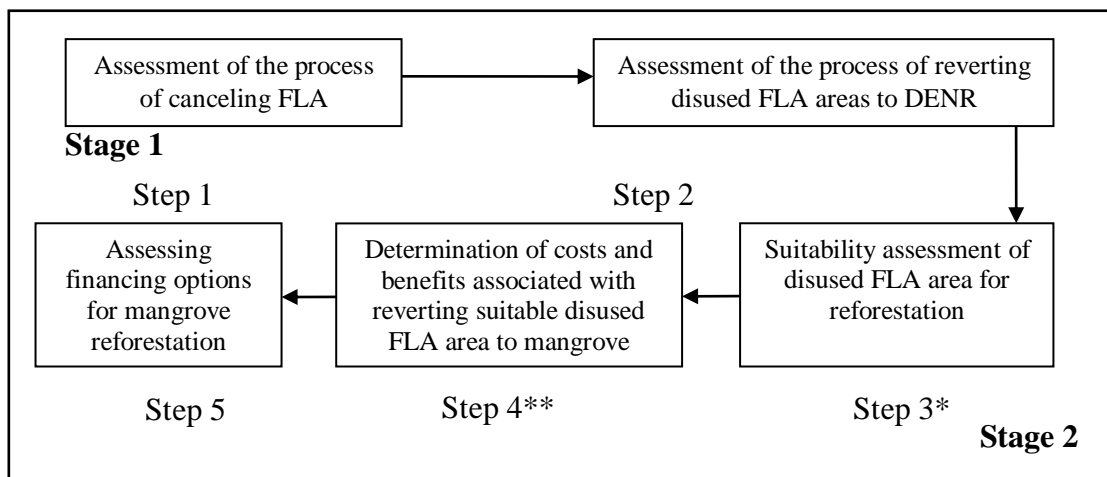 Assessment of the process
of canceling FLA
Assessment of the process of reverting
disused FLA areas to DENR
Stage 1
Step 1
Step 2
Assessing
financing options
for mangrove
reforestation
Determination of costs and
benefits associated with
reverting suitable disused
FLA area to mangrove
Suitability assessment of
disused FLA area for
reforestation
Step 5
Step 4**
Step 3*
Stage 2